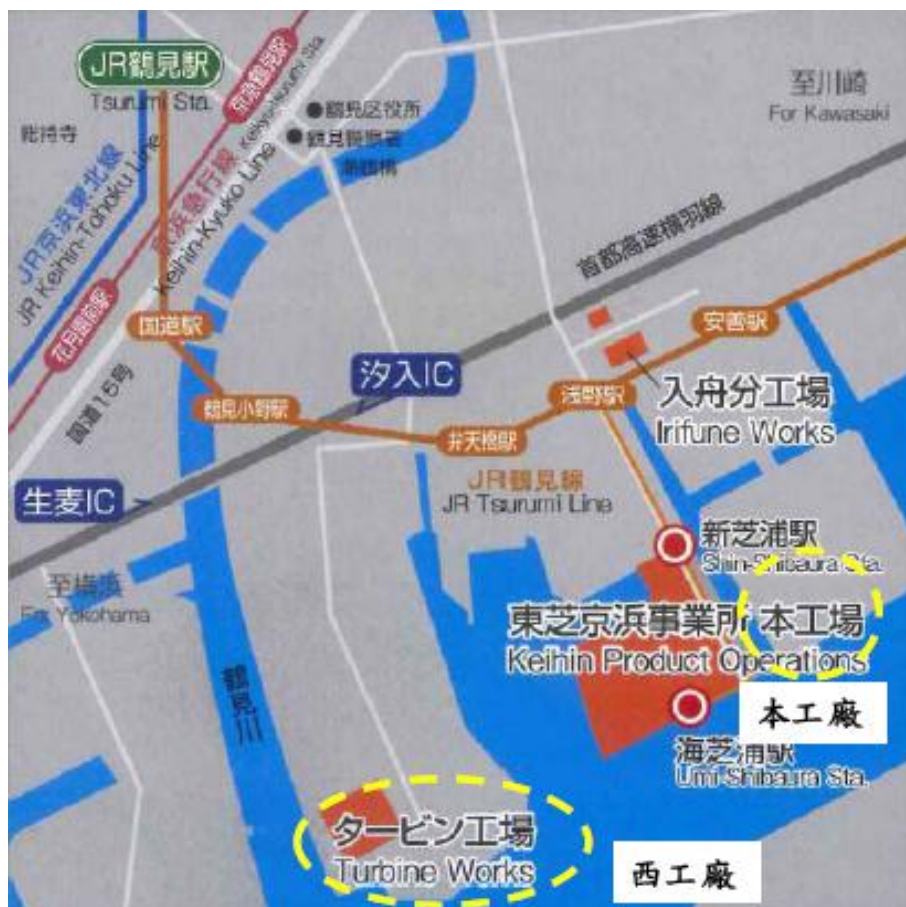 JR鶴見駅
Tsurumi Sta.
京急鶴見駅
Keikyu-Tsurumi Sta.
鶴見区役所
鶴見警察署
潮鶴橋
至川崎
For Kawasaki
総持寺
JR京浜東北線
JR Keihin-Tohoku Line
京浜急行線
Keihin-Kyuko Line
首都高速横羽線
花月園前駅
国道駅
国道15号
安善駅
汐入IC
鶴見小野駅
浅野駅
入舟分工場
Irifune Works
弁天橋駅
JR鶴見線
JR Tsurumi Line
生麦IC
新芝浦駅
Shin-Shibaura Sta.
至横浜
For Yokohama
東芝京浜事業所 本工場
Keihin Product Operations
鶴見川
本工廠
海芝浦駅
Umi-Shibaura Sta.
タービン工場
Turbine Works
西工廠